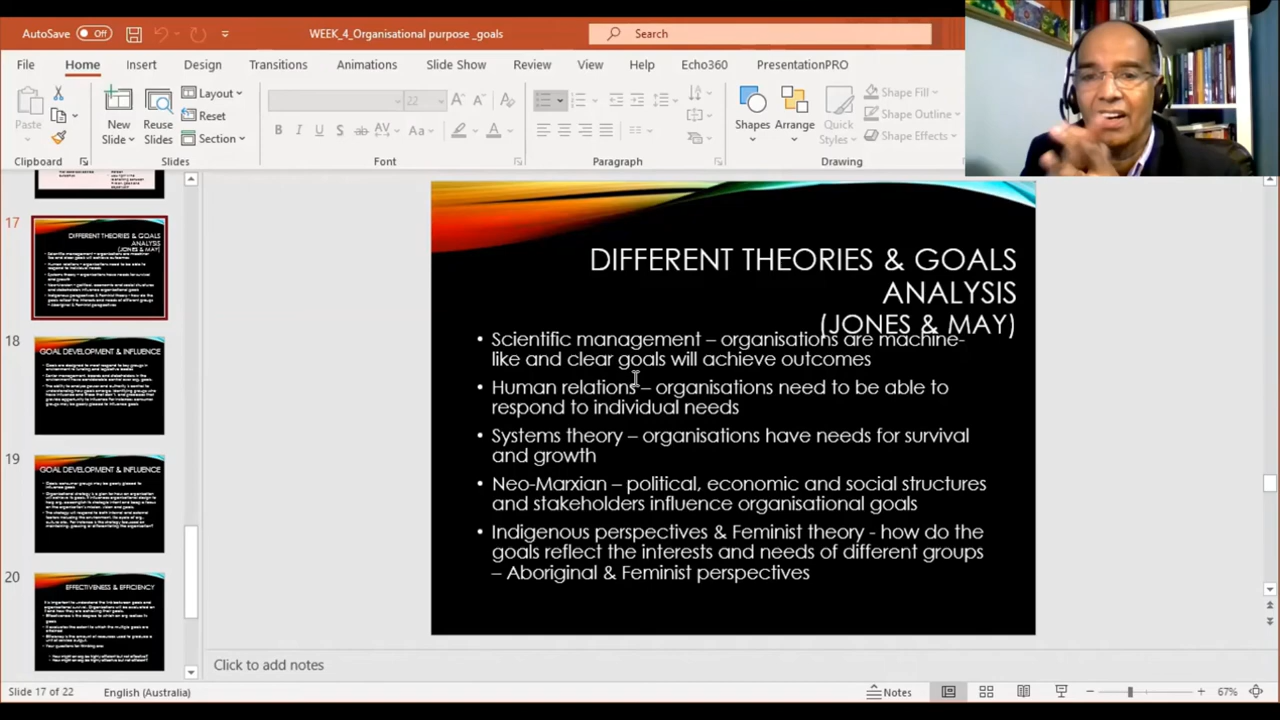 AutoSave Off
WEEK_4_Organisational purpose _goals
Search
File Home Insert Design Transitions Animations Slide Show Review View Help Echo360 PresentationPRO
Paste
New
Slide
Reuse
Slides
Layout
Reset
Section
22
Shapes
Arrange
Quick
Styles
Shape Fill
Shape Outline
Shape Effects
Clipboard Slides Font Paragraph Drawing
17
DIFFERENT THEORIES & GOALS
ANALYSIS
(JONES & MAY)
18
GOAL DEVELOPMENT & INFLUENCE
19
GOAL DEVELOPMENT & INFLUENCE
20
EFFECTIVENESS & EFFICIENCY
DIFFERENT THEORIES & GOALS
ANALYSIS
(JONES & MAY)
• Scientific management – organisations are machine-
like and clear goals will achieve outcomes
• Human relations – organisations need to be able to
respond to individual needs
• Systems theory – organisations have needs for survival
and growth
• Neo-Marxian – political, economic and social structures
and stakeholders influence organisational goals
• Indigenous perspectives & Feminist theory - how do the
goals reflect the interests and needs of different groups
– Aboriginal & Feminist perspectives
Click to add notes
Slide 17 of 22 English (Australia) Notes 67%